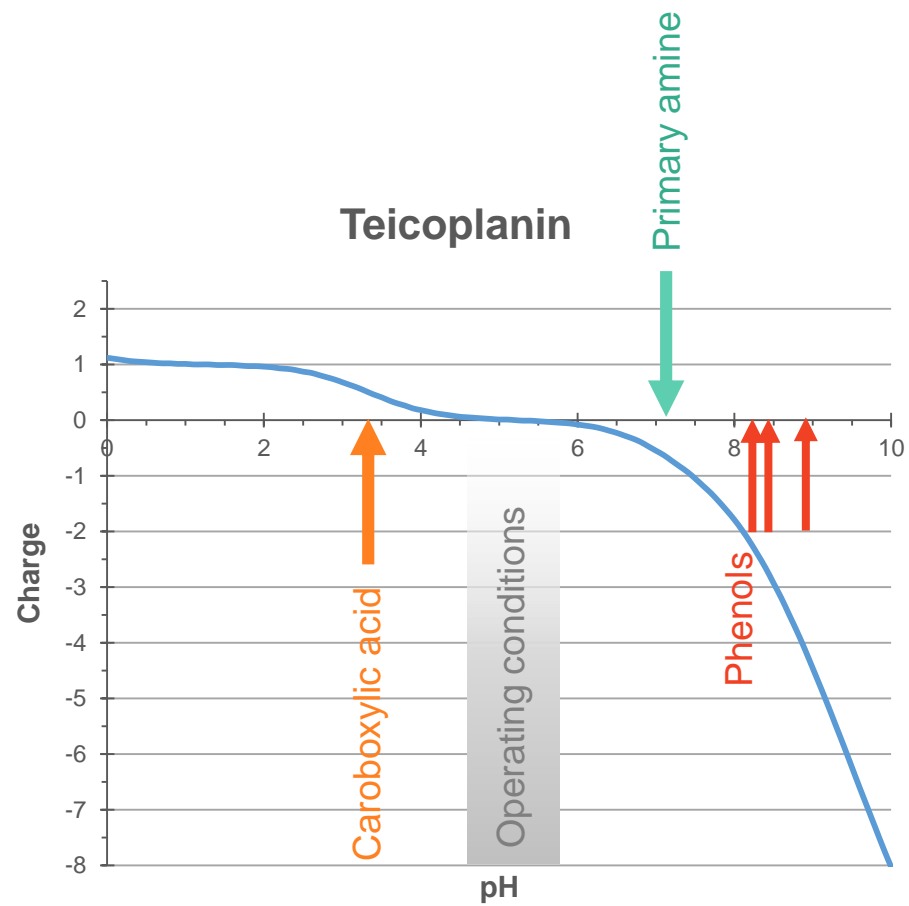 Primary amine
Teicoplanin
2
1
0
-1
-2
-3
-4
-5
-6
-7
-8
0 2 4 6 8 10
Charge
pH
Caroboxylic acid
Operating conditions
Phenols